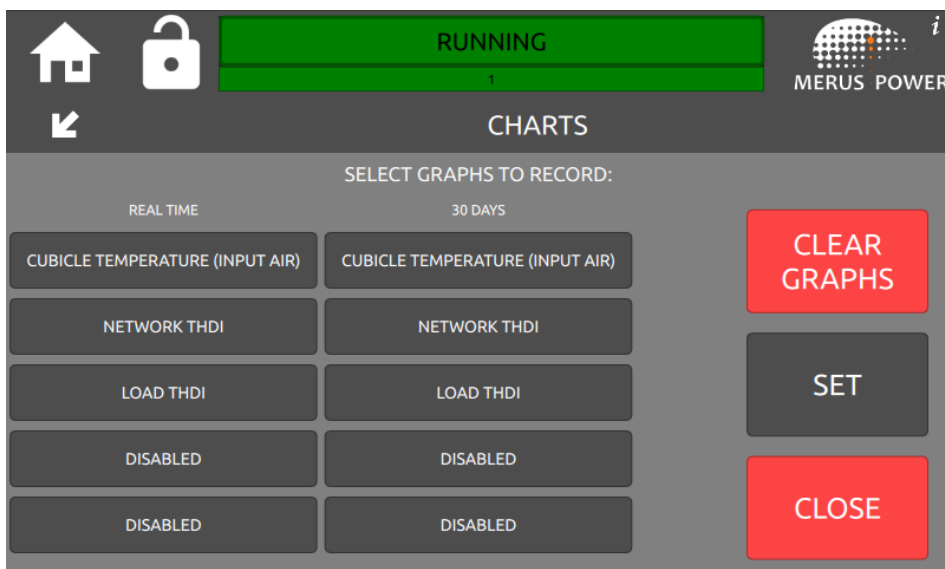 RUNNING
1
i
MERUS POWER
CHARTS
SELECT GRAPHS TO RECORD:
REAL TIME
30 DAYS
CUBICLE TEMPERATURE (INPUT AIR)
CUBICLE TEMPERATURE (INPUT AIR)
NETWORK THDI
NETWORK THDI
LOAD THDI
LOAD THDI
DISABLED
DISABLED
DISABLED
DISABLED
CLEAR
GRAPHS
SET
CLOSE